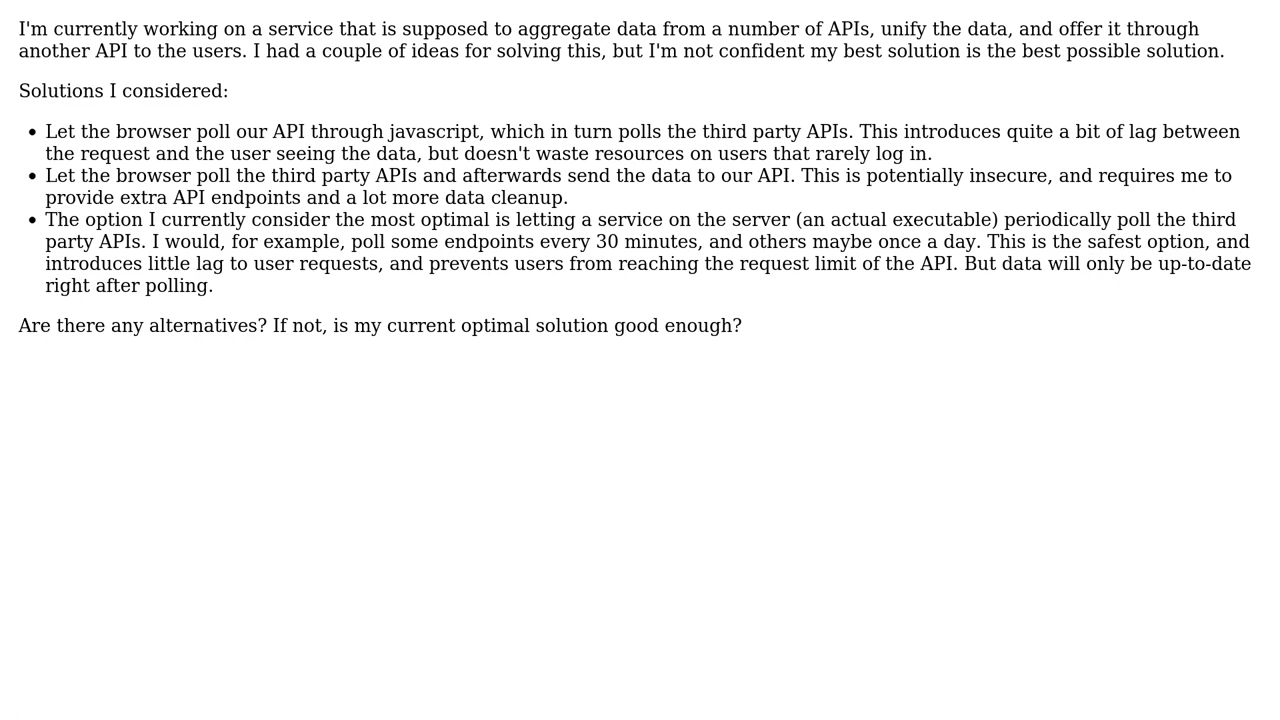 I'm currently working on a service that is supposed to aggregate data from a number of APIs, unify the data, and offer it through
another API to the users. I had a couple of ideas for solving this, but I'm not confident my best solution is the best possible solution.
Solutions I considered:
• Let the browser poll our API through javascript, which in turn polls the third party APIs. This introduces quite a bit of lag between
the request and the user seeing the data, but doesn't waste resources on users that rarely log in.
• Let the browser poll the third party APIs and afterwards send the data to our API. This is potentially insecure, and requires me to
provide extra API endpoints and a lot more data cleanup.
• The option I currently consider the most optimal is letting a service on the server (an actual executable) periodically poll the third
party APIs. I would, for example, poll some endpoints every 30 minutes, and others maybe once a day. This is the safest option, and
introduces little lag to user requests, and prevents users from reaching the request limit of the API. But data will only be up-to-date
right after polling.
Are there any alternatives? If not, is my current optimal solution good enough?